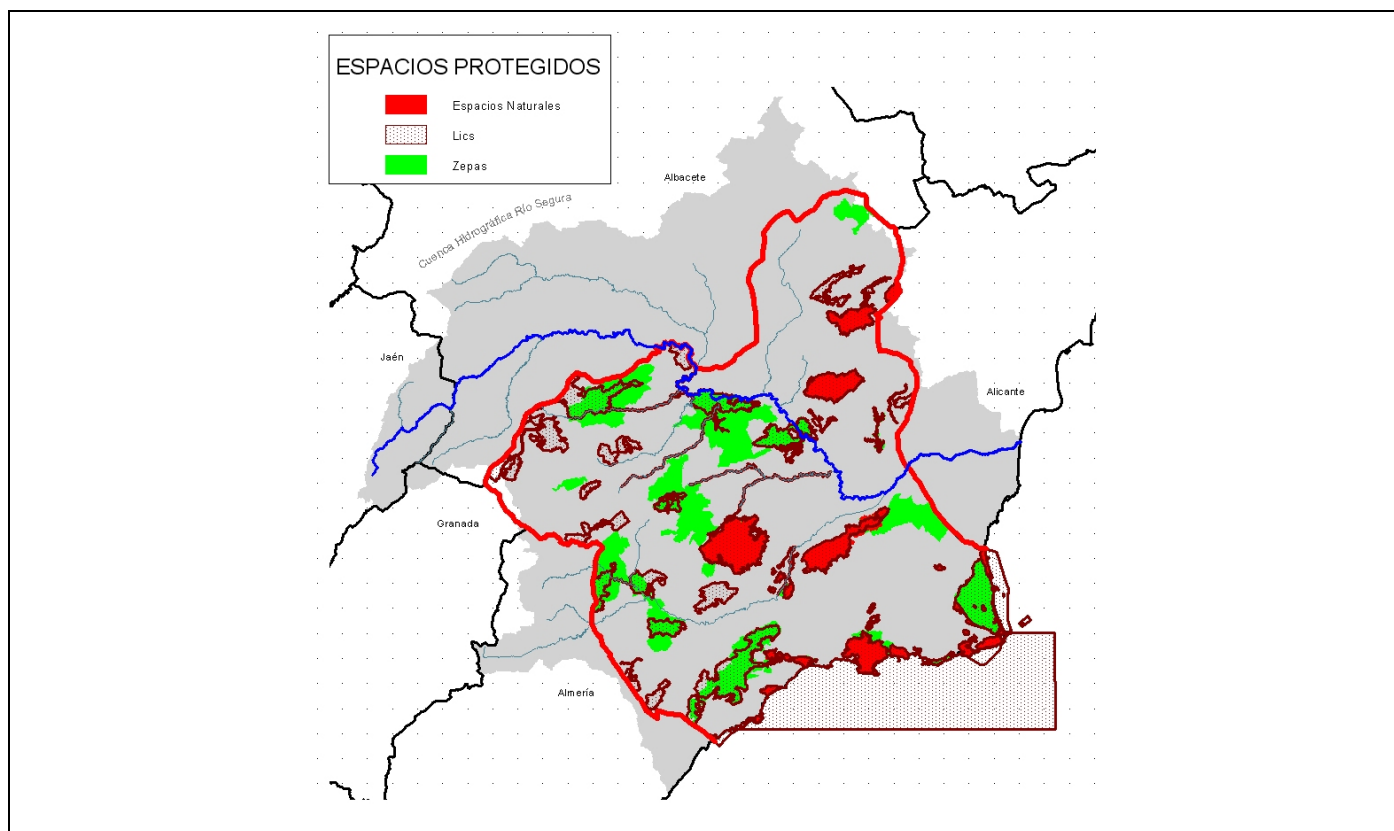 ESPACIOS PROTEGIDOS
Espacios Naturales
Lics
Zepas
Albacete
Cuenca Hidrográfica Río Segura
Jaén
Alicante
Granada
Almería